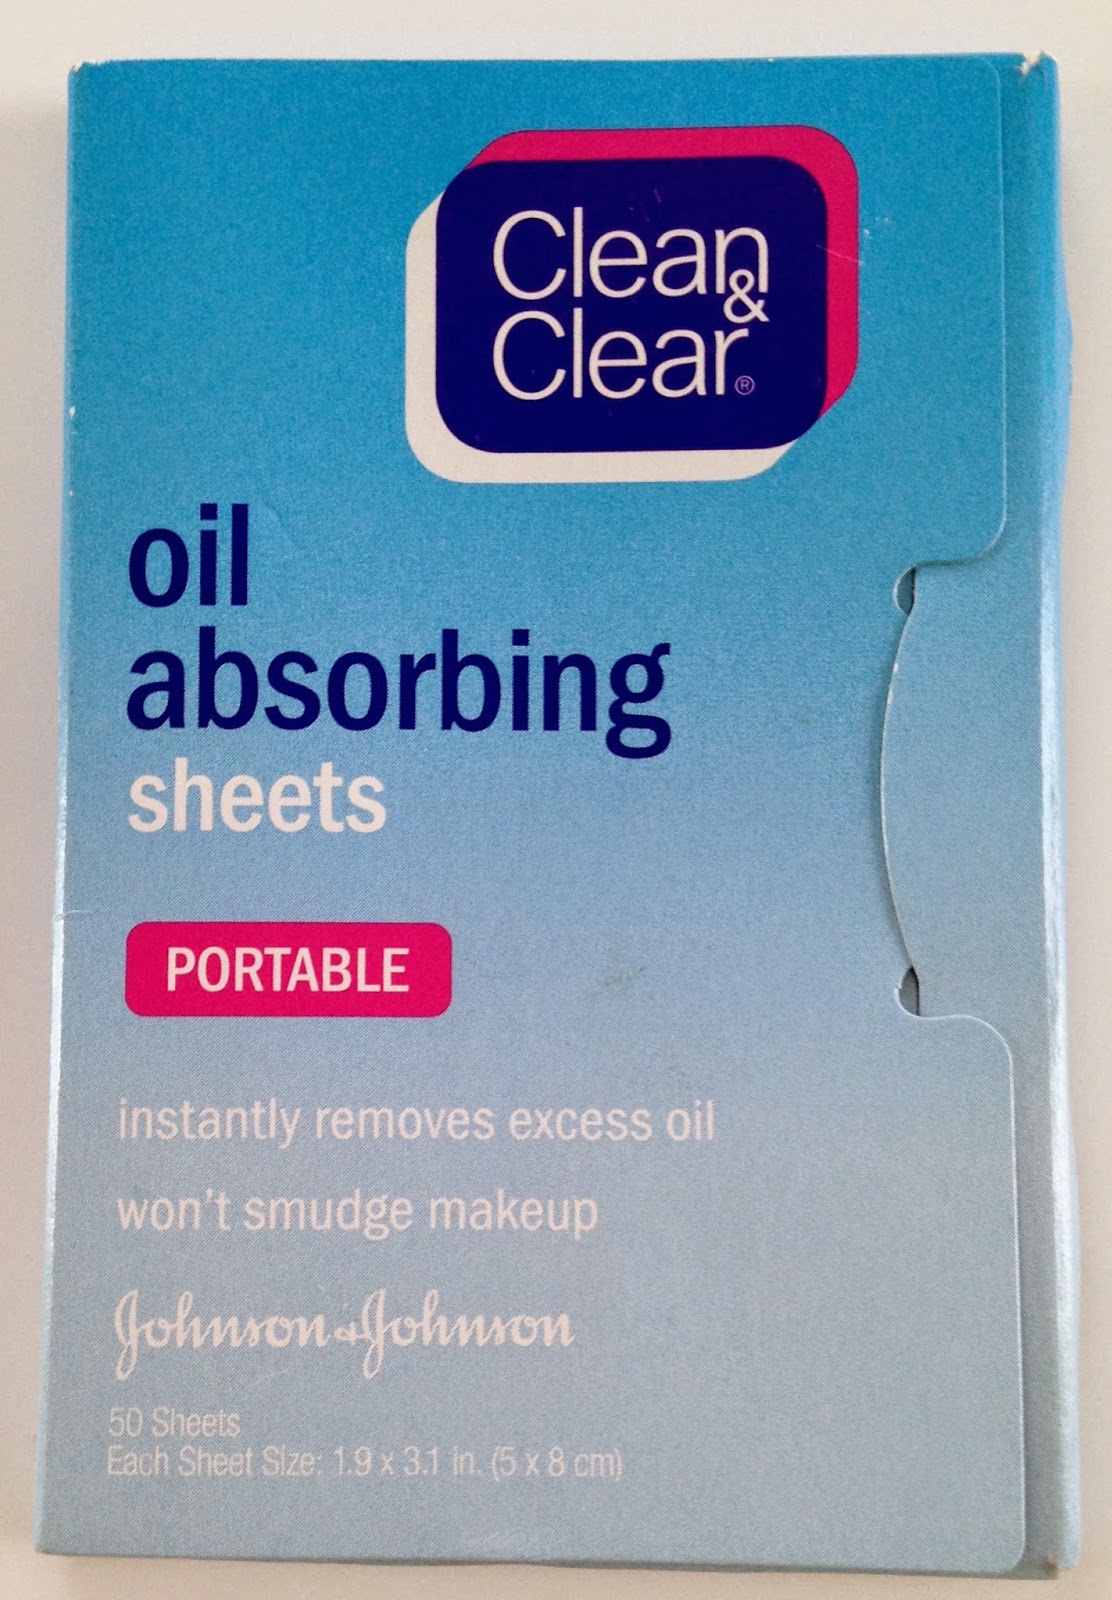 Clean
&
Clear®
oil
absorbing
sheets
PORTABLE
instantly removes excess oil
won't smudge makeup
Johnson & Johnson
50 Sheets
Each Sheet Size: 1.9 x 3.1 in. (5 x 8 cm)